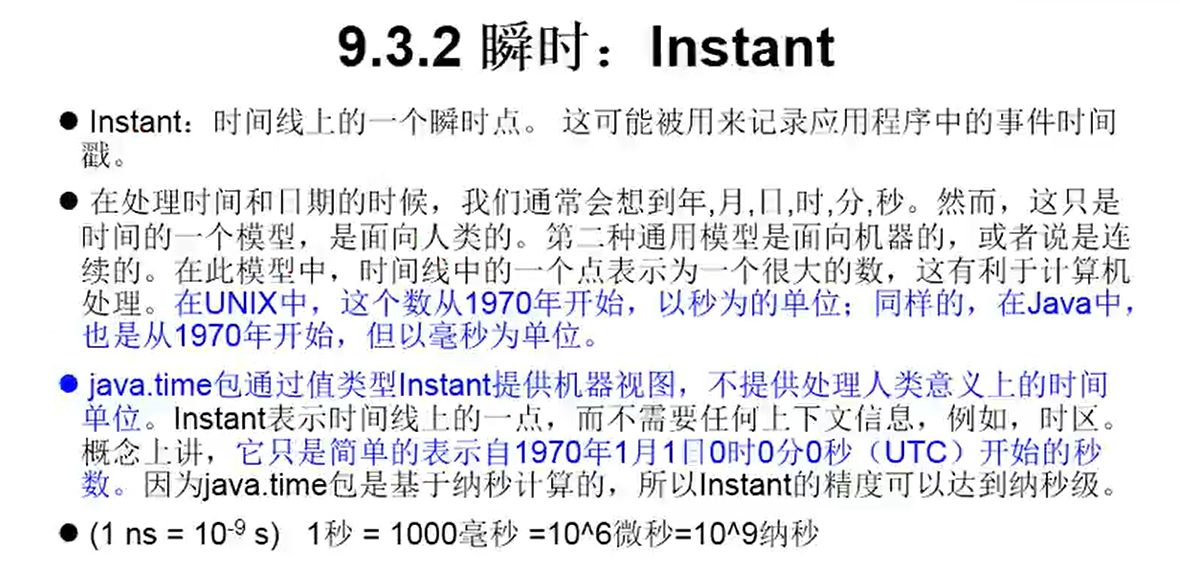 9.3.2 瞬时：Instant
● Instant：时间线上的一个瞬时点。 这可能被用来记录应用程序中的事件时间
戳。
● 在处理时间和日期的时候，我们通常会想到年,月,日,时,分,秒。然而，这只是
时间的一个模型，是面向人类的。第二种通用模型是面向机器的，或者说是连
续的。在此模型中，时间线中的一个点表示为一个很大的数，这有利于计算机
处理。在UNIX中，这个数从1970年开始，以秒为的单位；同样的，在Java中，
也是从1970年开始，但以毫秒为单位。
● java.time包通过值类型Instant提供机器视图，不提供处理人类意义上的时间
单位。Instant表示时间线上的一点，而不需要任何上下文信息，例如，时区。
概念上讲，它只是简单的表示自1970年1月1日0时0分0秒（UTC）开始的秒
数。因为java.time包是基于纳秒计算的，所以Instant的精度可以达到纳秒级。
● (1 ns = 10⁻⁹ s) 1秒 = 1000毫秒 =10^6微秒=10^9纳秒